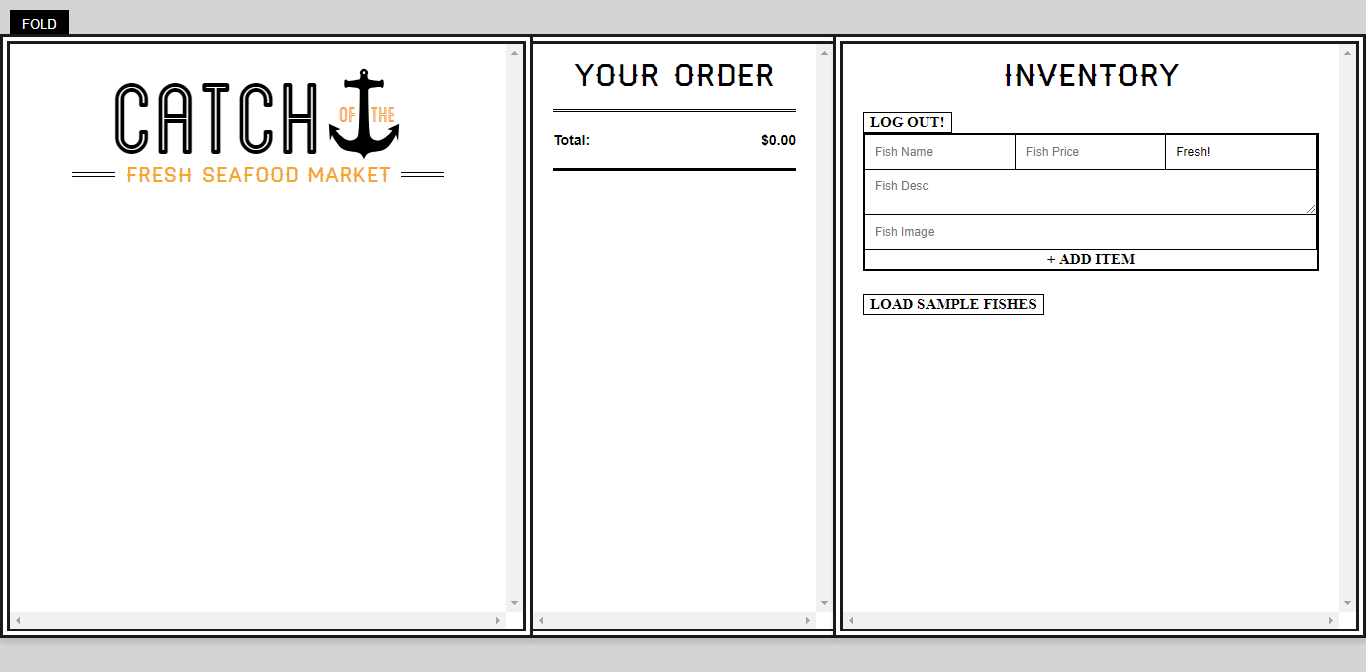 FOLD
CATCH OF THE
FRESH SEAFOOD MARKET
YOUR ORDER
Total: $0.00
INVENTORY
LOG OUT!
Fish Name Fish Price Fresh!
Fish Desc
Fish Image
+ ADD ITEM
LOAD SAMPLE FISHES